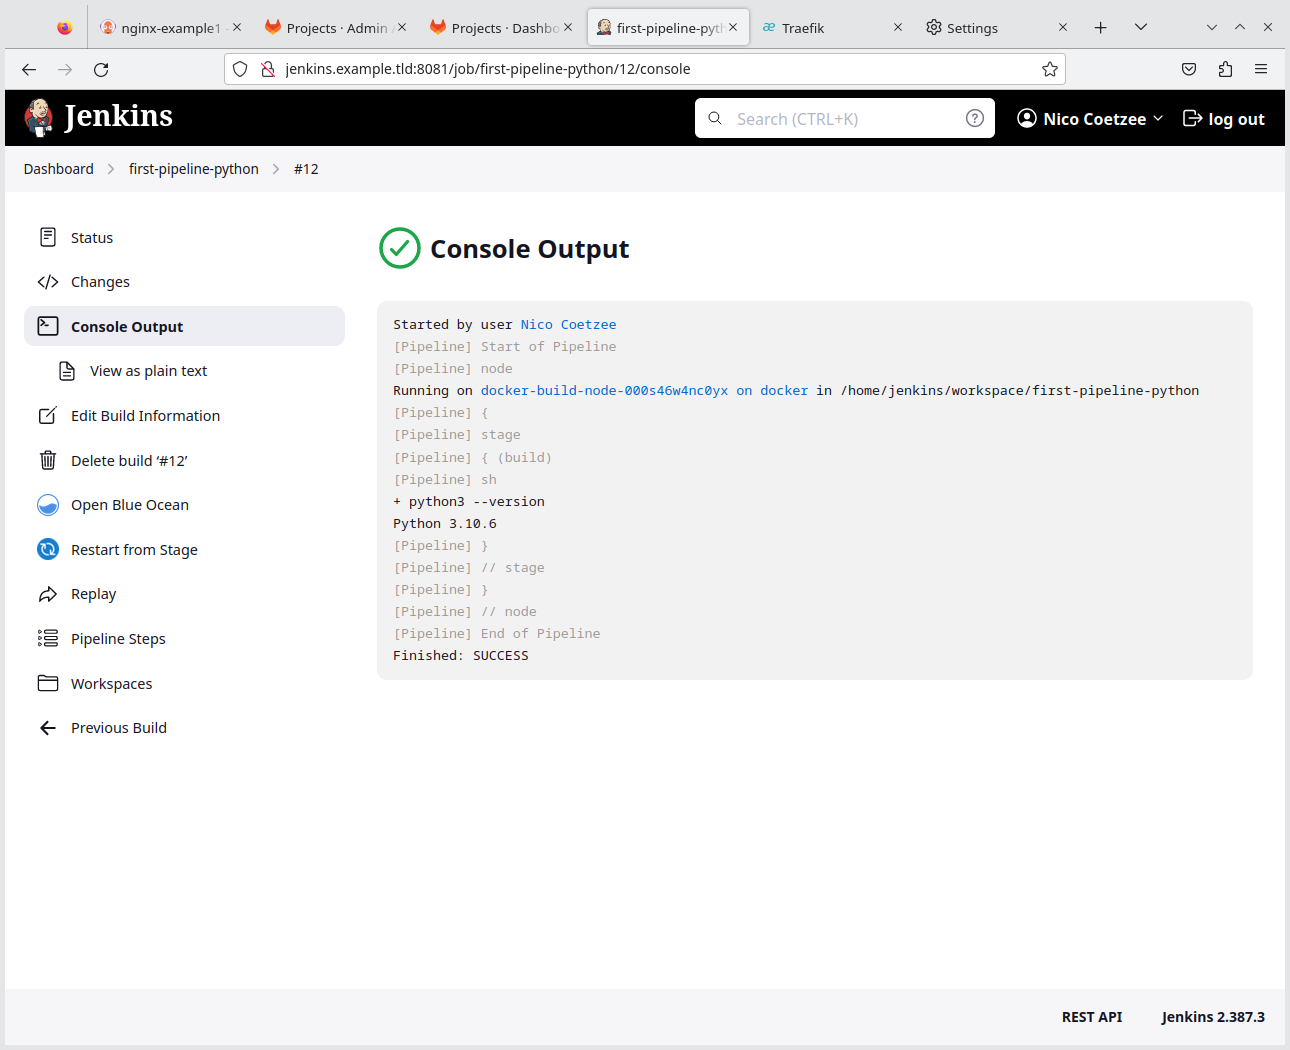 nginx-example1
Projects · Admin
Projects · Dashbo
first-pipeline-pyth
Traefik
Settings
jenkins.example.tld:8081/job/first-pipeline-python/12/console
Jenkins
Search (CTRL+K)
Nico Coetzee
log out
Dashboard
first-pipeline-python
#12
Status
Changes
Console Output
View as plain text
Edit Build Information
Delete build ‘#12’
Open Blue Ocean
Restart from Stage
Replay
Pipeline Steps
Workspaces
Previous Build
Console Output
Started by user Nico Coetzee
[Pipeline] Start of Pipeline
[Pipeline] node
Running on docker-build-node-000s46w4nc0yx on docker in /home/jenkins/workspace/first-pipeline-python
[Pipeline] {
[Pipeline] stage
[Pipeline] { (build)
[Pipeline] sh
+ python3 --version
Python 3.10.6
[Pipeline] }
[Pipeline] // stage
[Pipeline] }
[Pipeline] // node
[Pipeline] End of Pipeline
Finished: SUCCESS
REST API
Jenkins 2.387.3